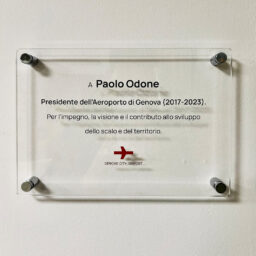 A Paolo Odone
Presidente dell'Aeroporto di Genova (2017-2023).
Per l'impegno, la visione e il contributo allo sviluppo
dello scalo e del territorio.
GENOVA CITY AIRPORT